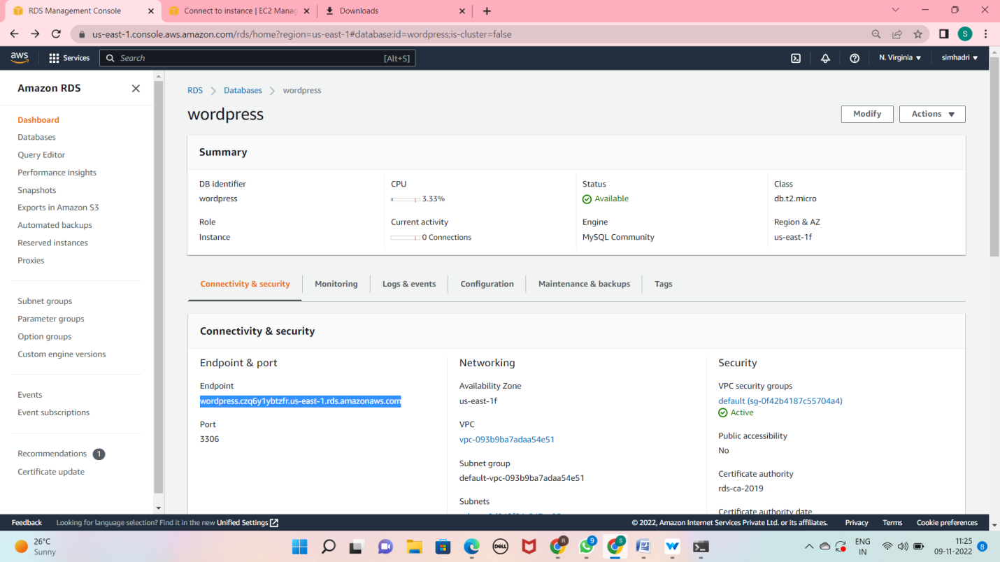 RDS Management Console
Connect to instance | EC2 Manag
Downloads
us-east-1.console.aws.amazon.com/rds/home?region=us-east-1#database:id=wordpress;is-cluster=false
S
aws
Services
Search
[Alt+S]
N. Virginia
simhadri
Amazon RDS
Dashboard
Databases
Query Editor
Performance insights
Snapshots
Exports in Amazon S3
Automated backups
Reserved instances
Proxies
Subnet groups
Parameter groups
Option groups
Custom engine versions
Events
Event subscriptions
Recommendations 1
Certificate update
RDS Databases wordpress
wordpress
Modify
Actions
Summary
DB identifier
wordpress
Role
Instance
CPU
3.33%
Current activity
0 Connections
Status
Available
Engine
MySQL Community
Class
db.t2.micro
Region & AZ
us-east-1f
Connectivity & security
Monitoring
Logs & events
Configuration
Maintenance & backups
Tags
Connectivity & security
Endpoint & port
Endpoint
wordpress.czq6y1ybtzfr.us-east-1.rds.amazonaws.com
Port
3306
Networking
Availability Zone
us-east-1f
VPC
vpc-093b9ba7adaa54e51
Subnet group
default-vpc-093b9ba7adaa54e51
Subnets
Security
VPC security groups
default (sg-0f42b4187c55704a4)
Active
Public accessibility
No
Certificate authority
rds-ca-2019
Certificate authority date
Feedback
Looking for language selection? Find it in the new Unified Settings
© 2022, Amazon Internet Services Private Ltd. or its affiliates.
Privacy
Terms
Cookie preferences
26°C
Sunny
DELL
R
9
S
W
ENG
IN
11:25
09-11-2022
8